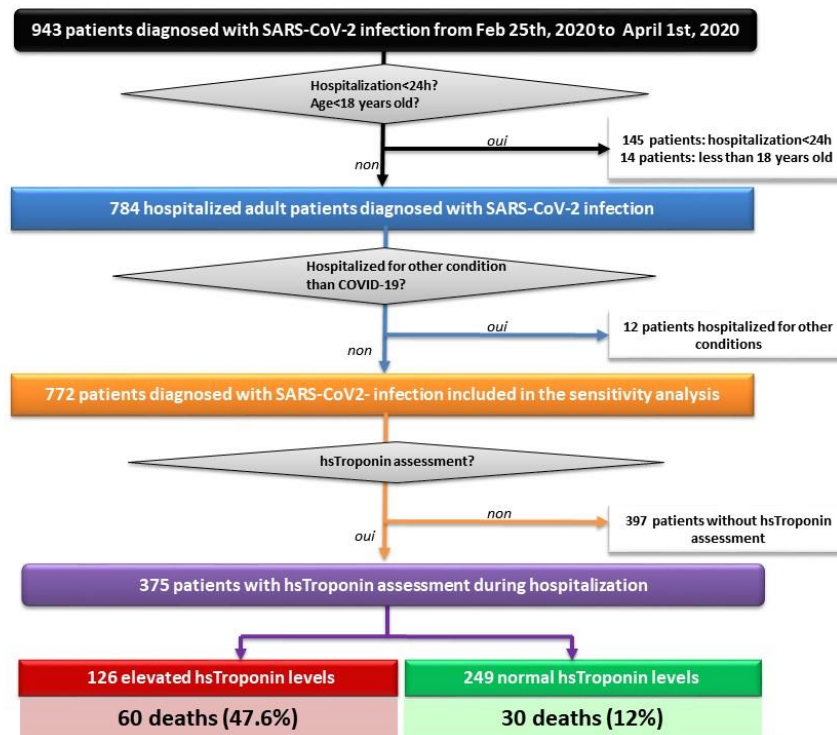 943 patients diagnosed with SARS-CoV-2 infection from Feb 25th, 2020 to April 1st, 2020
Hospitalization<24h?
Age<18 years old?
oui
145 patients: hospitalization<24h
14 patients: less than 18 years old
non
784 hospitalized adult patients diagnosed with SARS-CoV-2 infection
Hospitalized for other condition
than COVID-19?
oui
12 patients hospitalized for other
conditions
non
772 patients diagnosed with SARS-CoV2- infection included in the sensitivity analysis
hsTroponin assessment?
non
397 patients without hsTroponin
assessment
oui
375 patients with hsTroponin assessment during hospitalization
126 elevated hsTroponin levels
249 normal hsTroponin levels
60 deaths (47.6%)
30 deaths (12%)